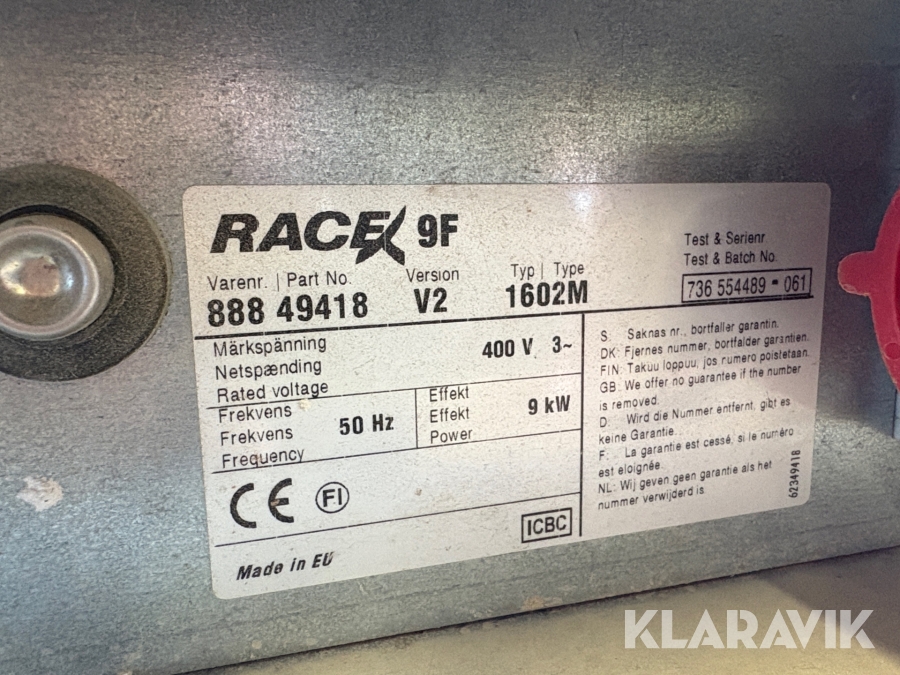 RACEX 9F
Varenr. | Part No.
888 49418
Version
V2
Typ | Type
1602M
Test & Serienr
Test & Batch No.
736 554489 - 061
Märkspänning
Netspænding
Rated voltage
400 V 3~
Frekvens
Frekvens
Frequency
50 Hz
Effekt
Effekt
Power
9 kW
CE FI
ICBC
Made in EU
S: Saknas nr., bortfaller garantin.
DK: Fjernes nummer, bortfalder garantien.
FIN: Takuu loppuu, jos numero poistetaan.
GB: We offer no guarantee if the number
is removed.
D: Wird die Nummer entfernt, gibt es
keine Garantie.
F: La garantie est cessé, si le numéro
est eloignée.
NL: Wij geven geen garantie als het
nummer verwijderd is.
62349418
KLARAVIK